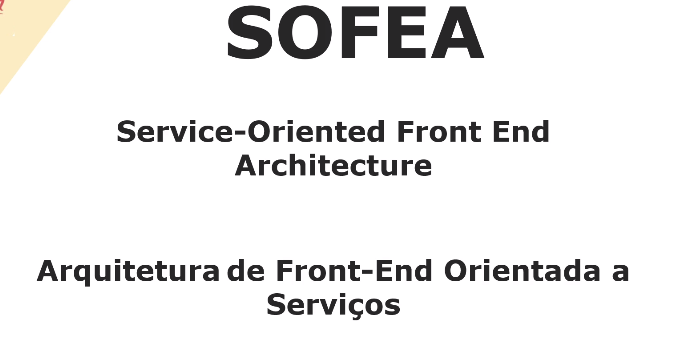 SOFEA
Service-Oriented Front End
Architecture
Arquitetura de Front-End Orientada a
Serviços